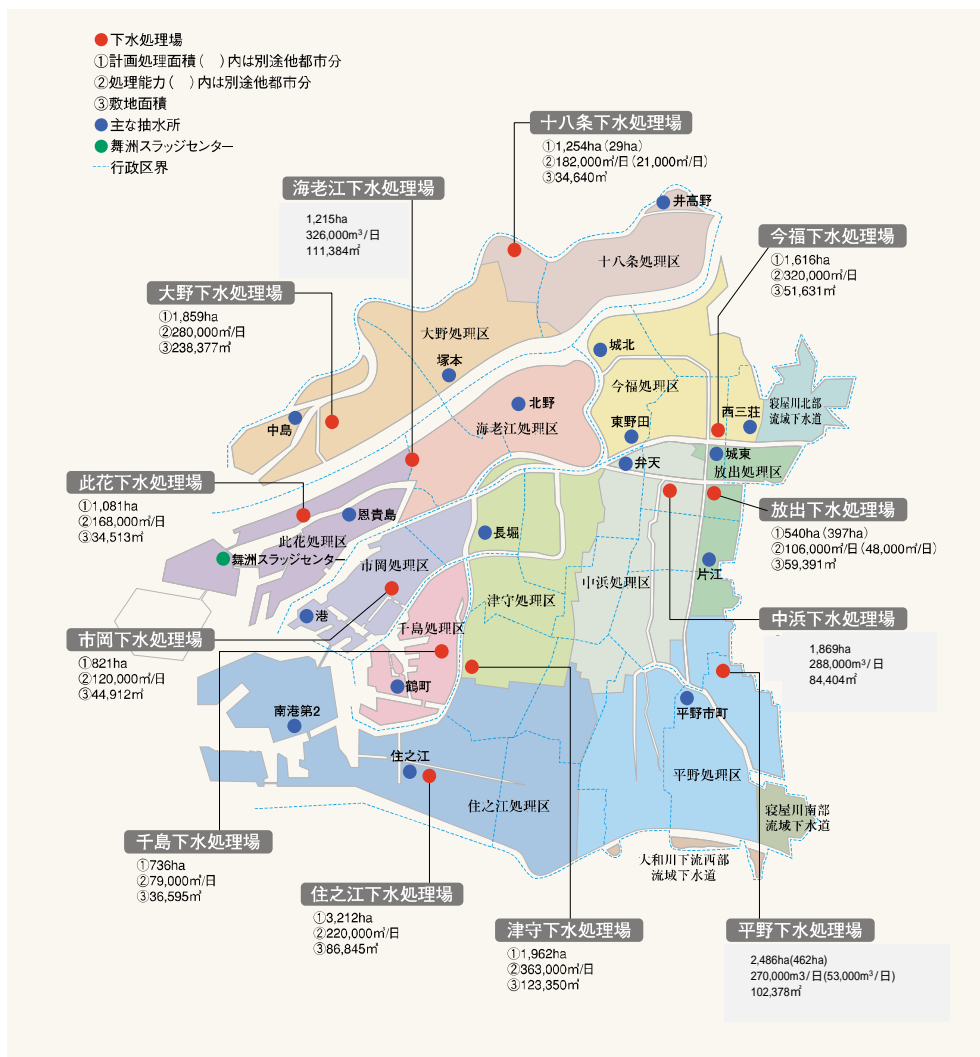 下水処理場
①計画処理面積（　）内は別途他都市分
②処理能力（　）内は別途他都市分
③敷地面積
主な抽水所
舞洲スラッジセンター
行政区界
十八条下水処理場
①1,254ha（29ha）
②182,000㎥/日（21,000㎥/日）
③34,640㎡
海老江下水処理場
1,215ha
326,000m³/日
111,384㎡
井高野
今福下水処理場
①1,616ha
②320,000㎥/日
③51,631㎡
十八条処理区
大野下水処理場
①1,859ha
②280,000㎥/日
③238,377㎡
大野処理区
塚本
城北
今福処理区
北野
中島
海老江処理区
東野田
西三荘
寝屋川北部
流域下水道
弁天
城東
放出処理区
此花下水処理場
①1,081ha
②168,000㎥/日
③34,513㎡
恩貴島
此花処理区
舞洲スラッジセンター
長堀
放出下水処理場
①540ha（397ha）
②106,000㎥/日（48,000㎥/日）
③59,391㎡
市岡処理区
片江
中浜処理区
津守処理区
港
千島処理区
中浜下水処理場
1,869ha
288,000m³/日
84,404㎡
市岡下水処理場
①821ha
②120,000㎥/日
③44,912㎡
鶴町
南港第2
平野市町
住之江
平野処理区
住之江処理区
寝屋川南部
流域下水道
千島下水処理場
①736ha
②79,000㎥/日
③36,595㎡
大和川下流西部
流域下水道
住之江下水処理場
①3,212ha
②220,000㎥/日
③86,845㎡
津守下水処理場
①1,962ha
②363,000㎥/日
③123,350㎡
平野下水処理場
2,486ha(462ha)
270,000m3/日(53,000m³/日)
102,378㎡